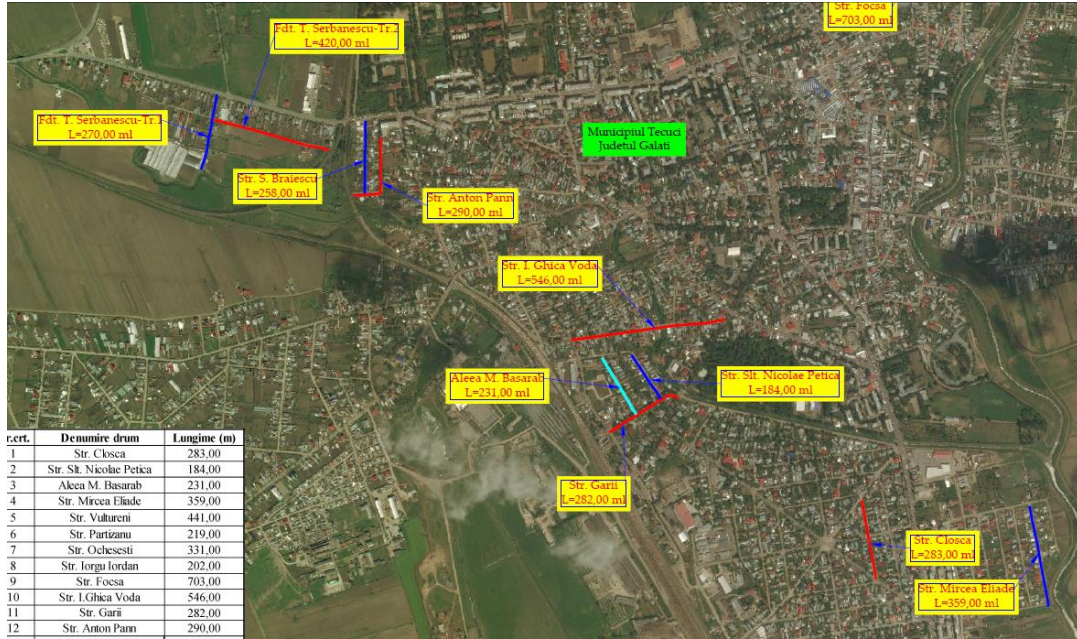 Str. Focsa
L=703,00 ml
Fdt. T. Serbanescu-Tr.2
L=420,00 ml
Fdt. T. Serbanescu-Tr.1
L=270,00 ml
Municipiul Tecuci
Judetul Galati
Str. S. Braiescu
L=258,00 ml
Str. Anton Pann
L=290,00 ml
Str. I. Ghica Voda
L=546,00 ml
Aleea M. Basarab
L=231,00 ml
Str. Slt. Nicolae Petica
L=184,00 ml
Str. Garii
L=282,00 ml
Str. Closca
L=283,00 ml
Str. Mircea Eliade
L=359,00 ml
r.crt. Denumire drum Lungime (m)
1 Str. Closca 283,00
2 Str. Slt. Nicolae Petica 184,00
3 Aleea M. Basarab 231,00
4 Str. Mircea Eliade 359,00
5 Str. Vultureni 441,00
6 Str. Partizanu 219,00
7 Str. Ochesesti 331,00
8 Str. Iorgu Iordan 202,00
9 Str. Focsa 703,00
10 Str. I.Ghica Voda 546,00
11 Str. Garii 282,00
12 Str. Anton Pann 290,00